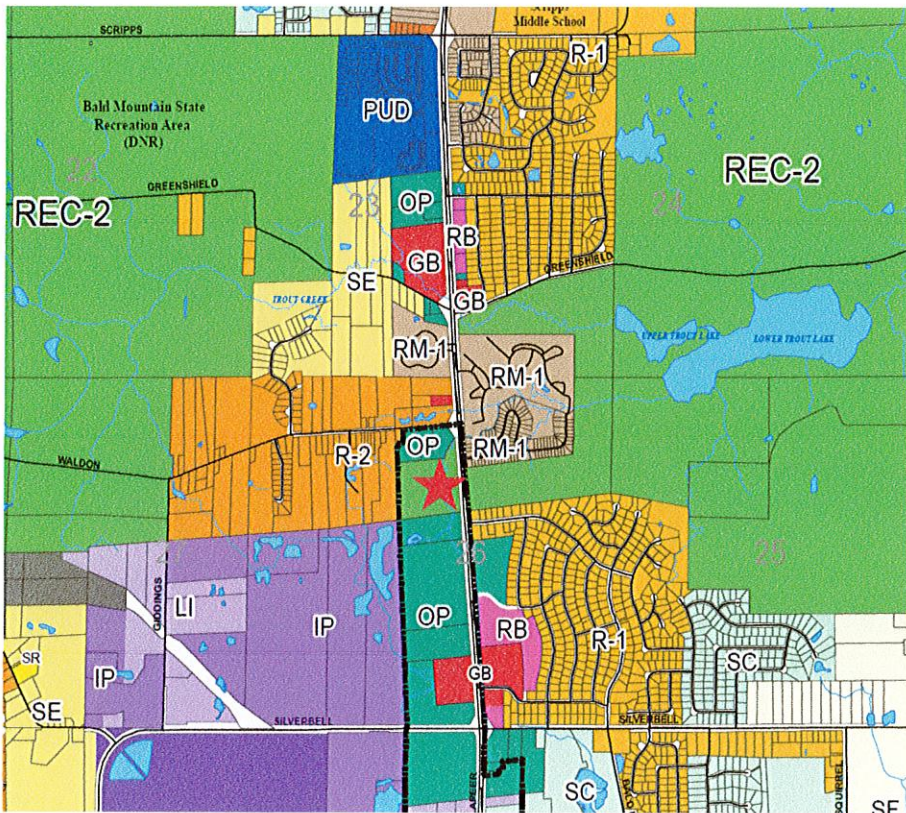 Scripps
Middle School
SCRIPPS
R-1
Bald Mountain State
Recreation Area
(DNR)
PUD
22
REC-2
GREENSHIELD
23
OP
24
REC-2
RB
GB
SE
GREENSHIELD
TROUT CREEK
GB
UPPER TROUT LAKE
LOWER TROUT LAKE
RM-1
RM-1
OP
RM-1
R-2
WALDON
27
26
25
GIDDINGS
LI
IP
OP
RB
R-1
SC
SR
IP
GB
SE
SILVERBELL
SILVERBELL
LAPEER
SC
SQUIRREL
SE